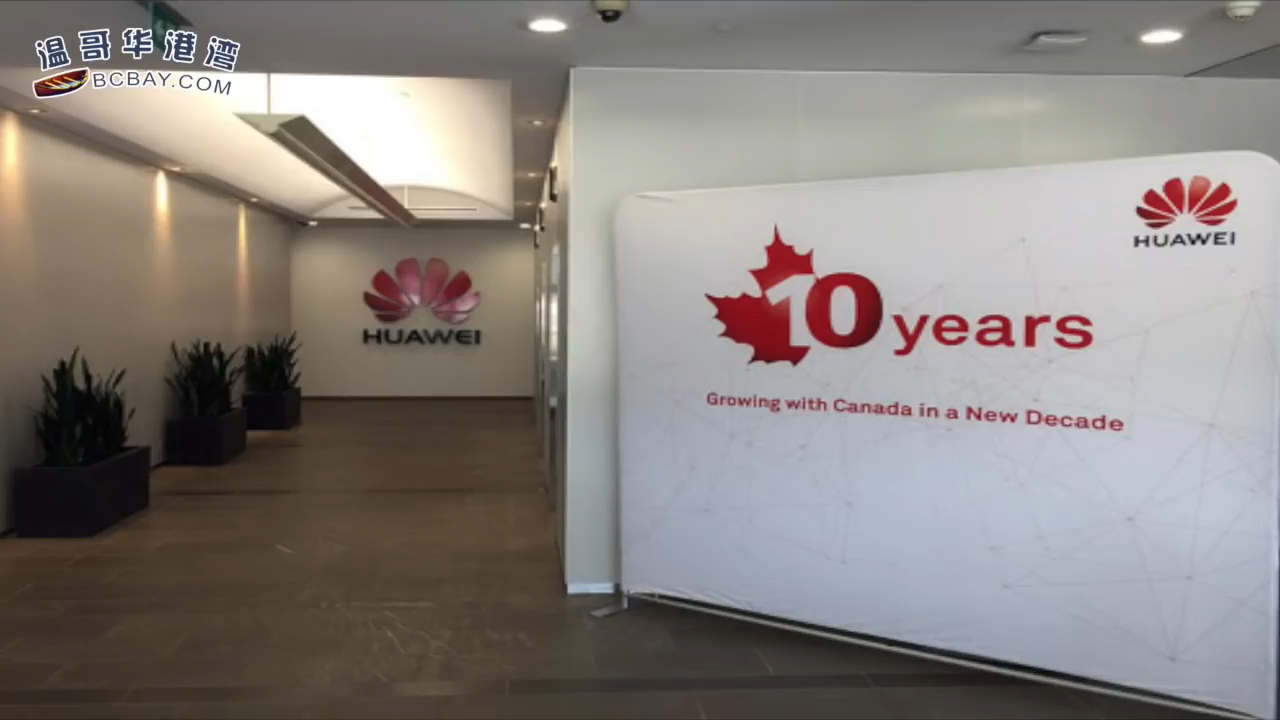 温哥华港湾
BCBAY.COM
HUAWEI
HUAWEI
10 years
Growing with Canada in a New Decade